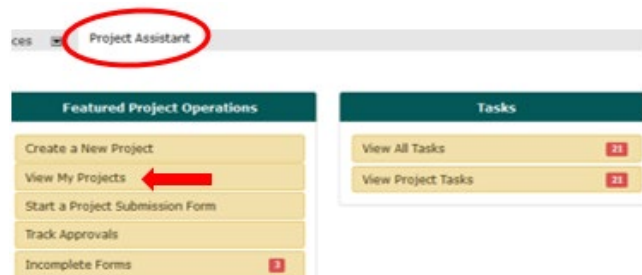 ces Project Assistant
Featured Project Operations
Create a New Project
View My Projects
Start a Project Submission Form
Track Approvals
Incomplete Forms 3
Tasks
View All Tasks 21
View Project Tasks 21